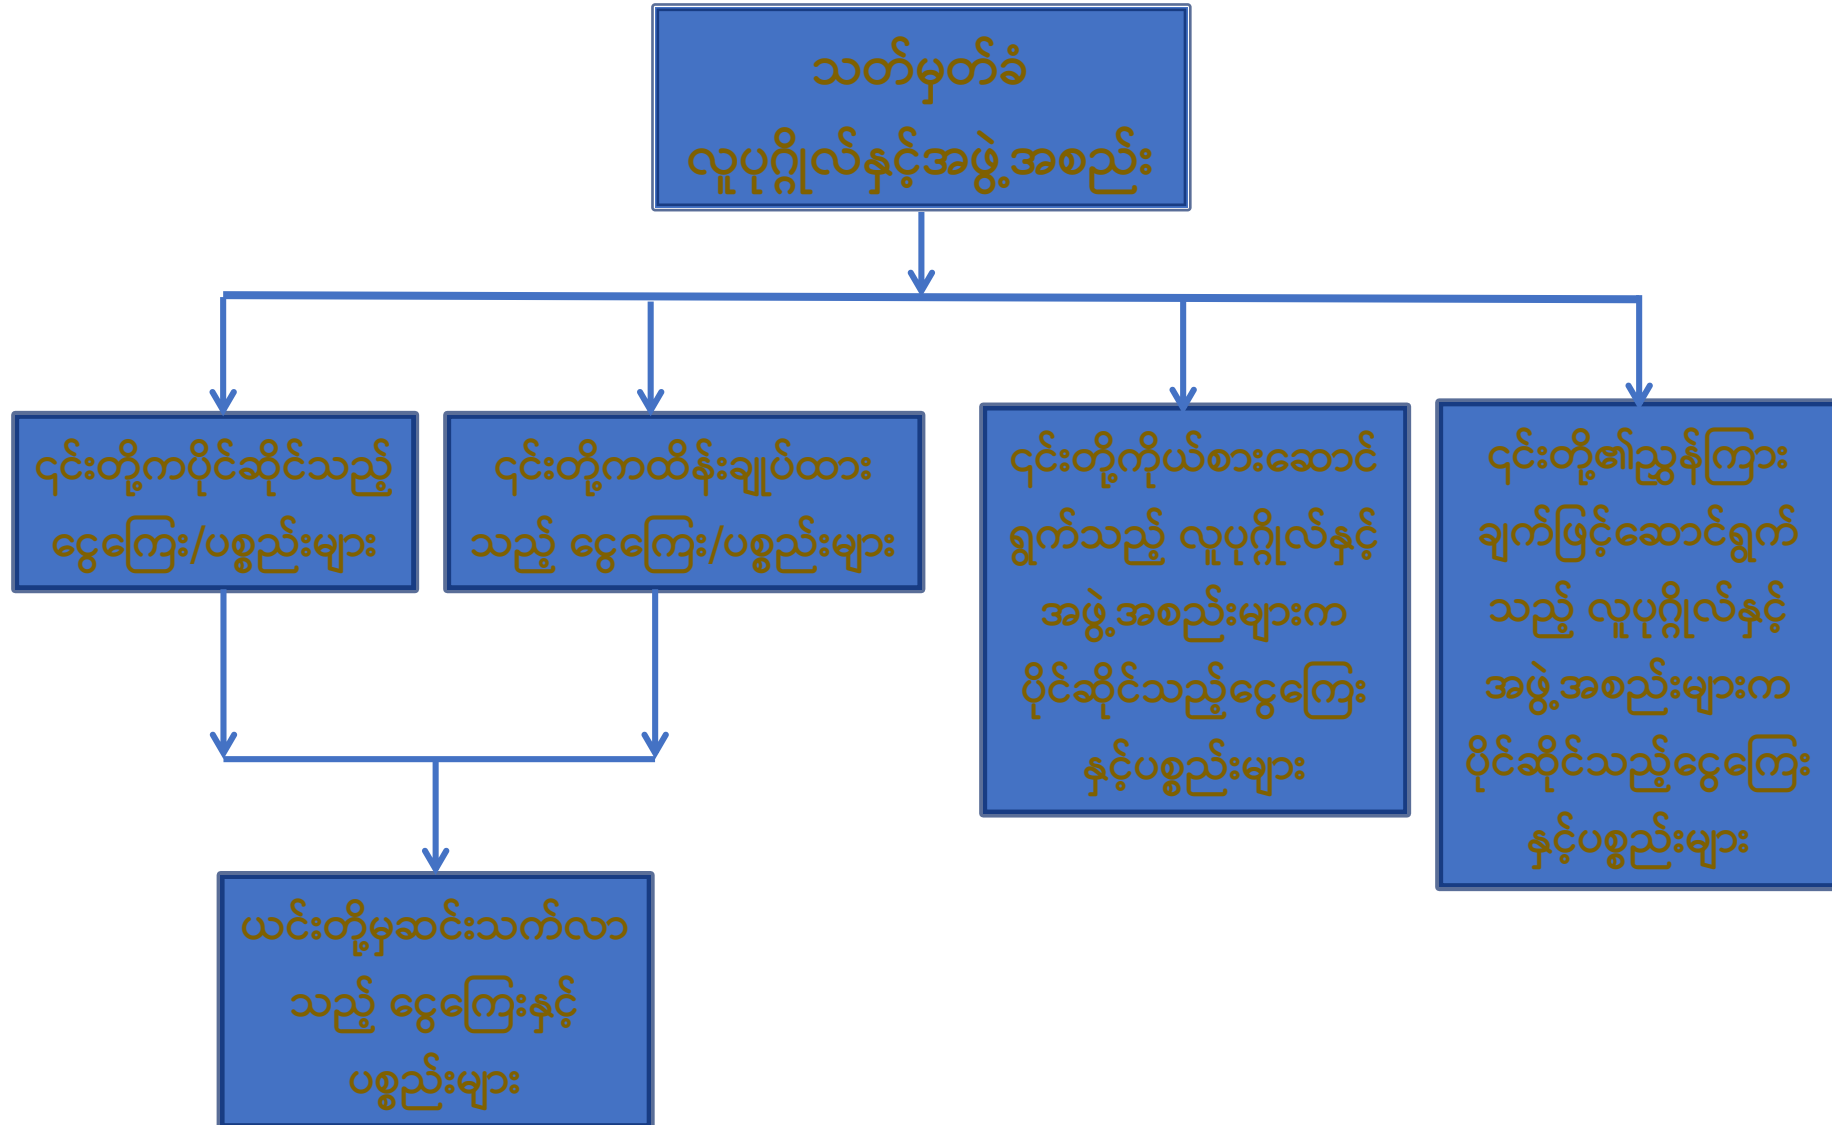 သတ်မှတ်ခံ
လူပုဂ္ဂိုလ်နှင့်အဖွဲ့အစည်း
၎င်းတို့ကပိုင်ဆိုင်သည့်
ငွေကြေး/ပစ္စည်းများ
၎င်းတို့ကထိန်းချုပ်ထား
သည့် ငွေကြေး/ပစ္စည်းများ
၎င်းတို့ကိုယ်စားဆောင်
ရွက်သည့် လူပုဂ္ဂိုလ်နှင့်
အဖွဲ့အစည်းများက
ပိုင်ဆိုင်သည့်ငွေကြေး
နှင့်ပစ္စည်းများ
၎င်းတို့၏ညွှန်ကြား
ချက်ဖြင့်ဆောင်ရွက်
သည့် လူပုဂ္ဂိုလ်နှင့်
အဖွဲ့အစည်းများက
ပိုင်ဆိုင်သည့်ငွေကြေး
နှင့်ပစ္စည်းများ
ယင်းတို့မှဆင်းသက်လာ
သည့် ငွေကြေးနှင့်
ပစ္စည်းများ